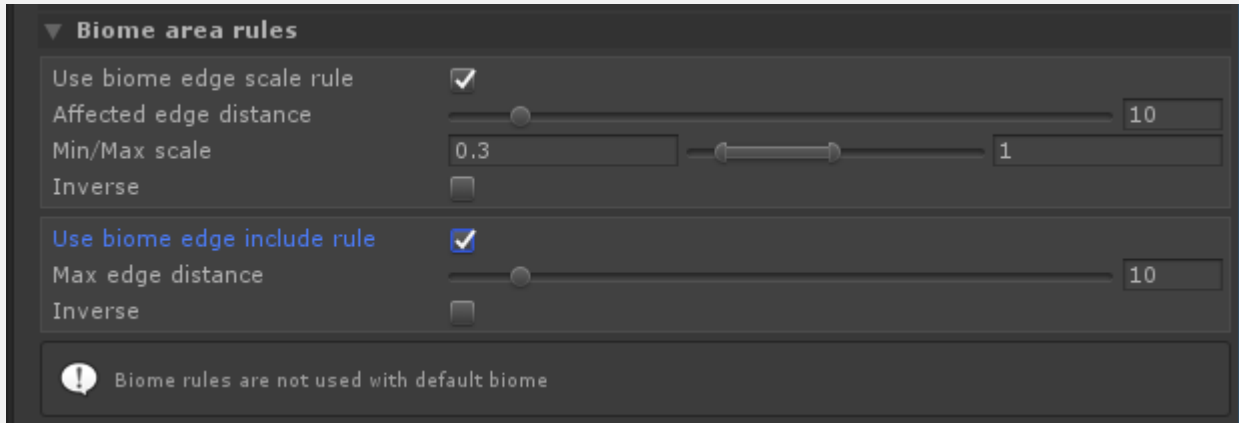 Biome area rules
Use biome edge scale rule
Affected edge distance 10
Min/Max scale 0.3 1
Inverse
Use biome edge include rule
Max edge distance 10
Inverse
Biome rules are not used with default biome